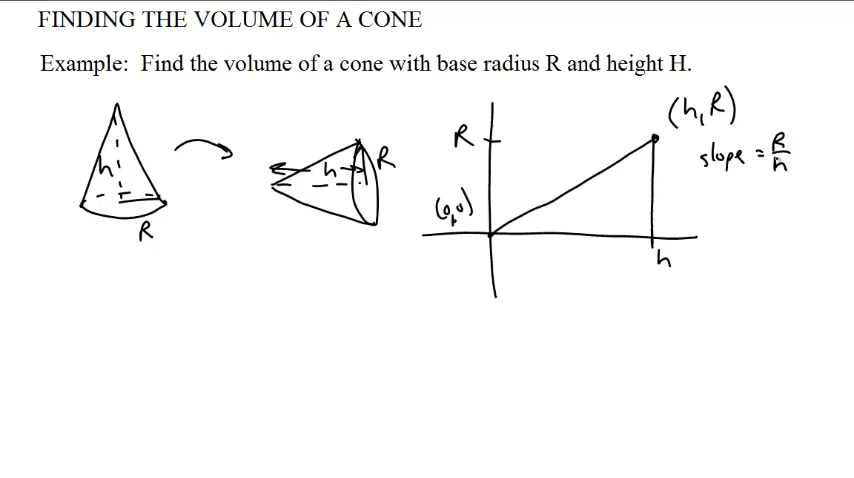 FINDING THE VOLUME OF A CONE
Example: Find the volume of a cone with base radius R and height H.
h
R
h
R
R
(0,0)
h
(h,R)
slope = R/h